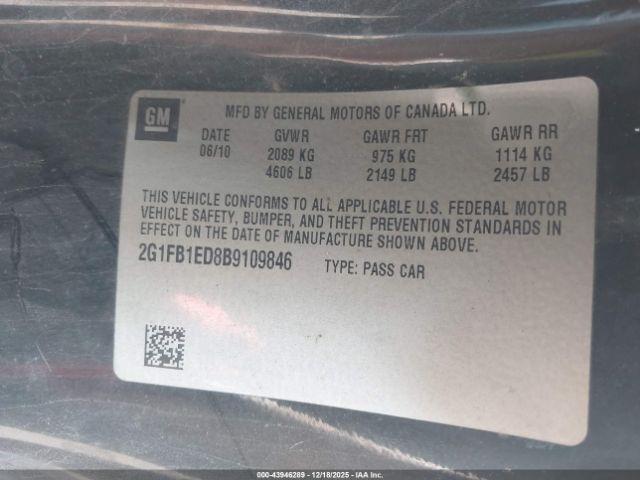 GM
MFD BY GENERAL MOTORS OF CANADA LTD.
DATE GVWR GAWR FRT GAWR RR
06/10 2089 KG 975 KG 1114 KG
4606 LB 2149 LB 2457 LB
THIS VEHICLE CONFORMS TO ALL APPLICABLE U.S. FEDERAL MOTOR
VEHICLE SAFETY, BUMPER, AND THEFT PREVENTION STANDARDS
IN EFFECT ON THE DATE OF MANUFACTURE SHOWN ABOVE.
2G1FB1ED8B9109846 TYPE: PASS CAR
000-43946289 - 12/18/2025 - IAA Inc.